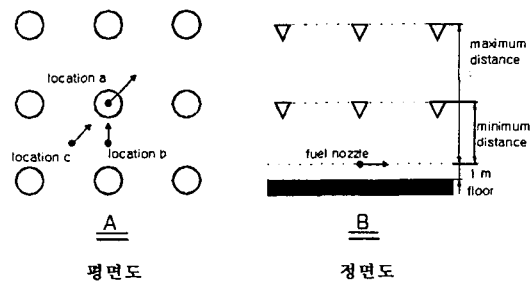 location a
location c
location b
A
평면도
maximum
distance
minimum
distance
fuel nozzle
1 m
floor
B
정면도